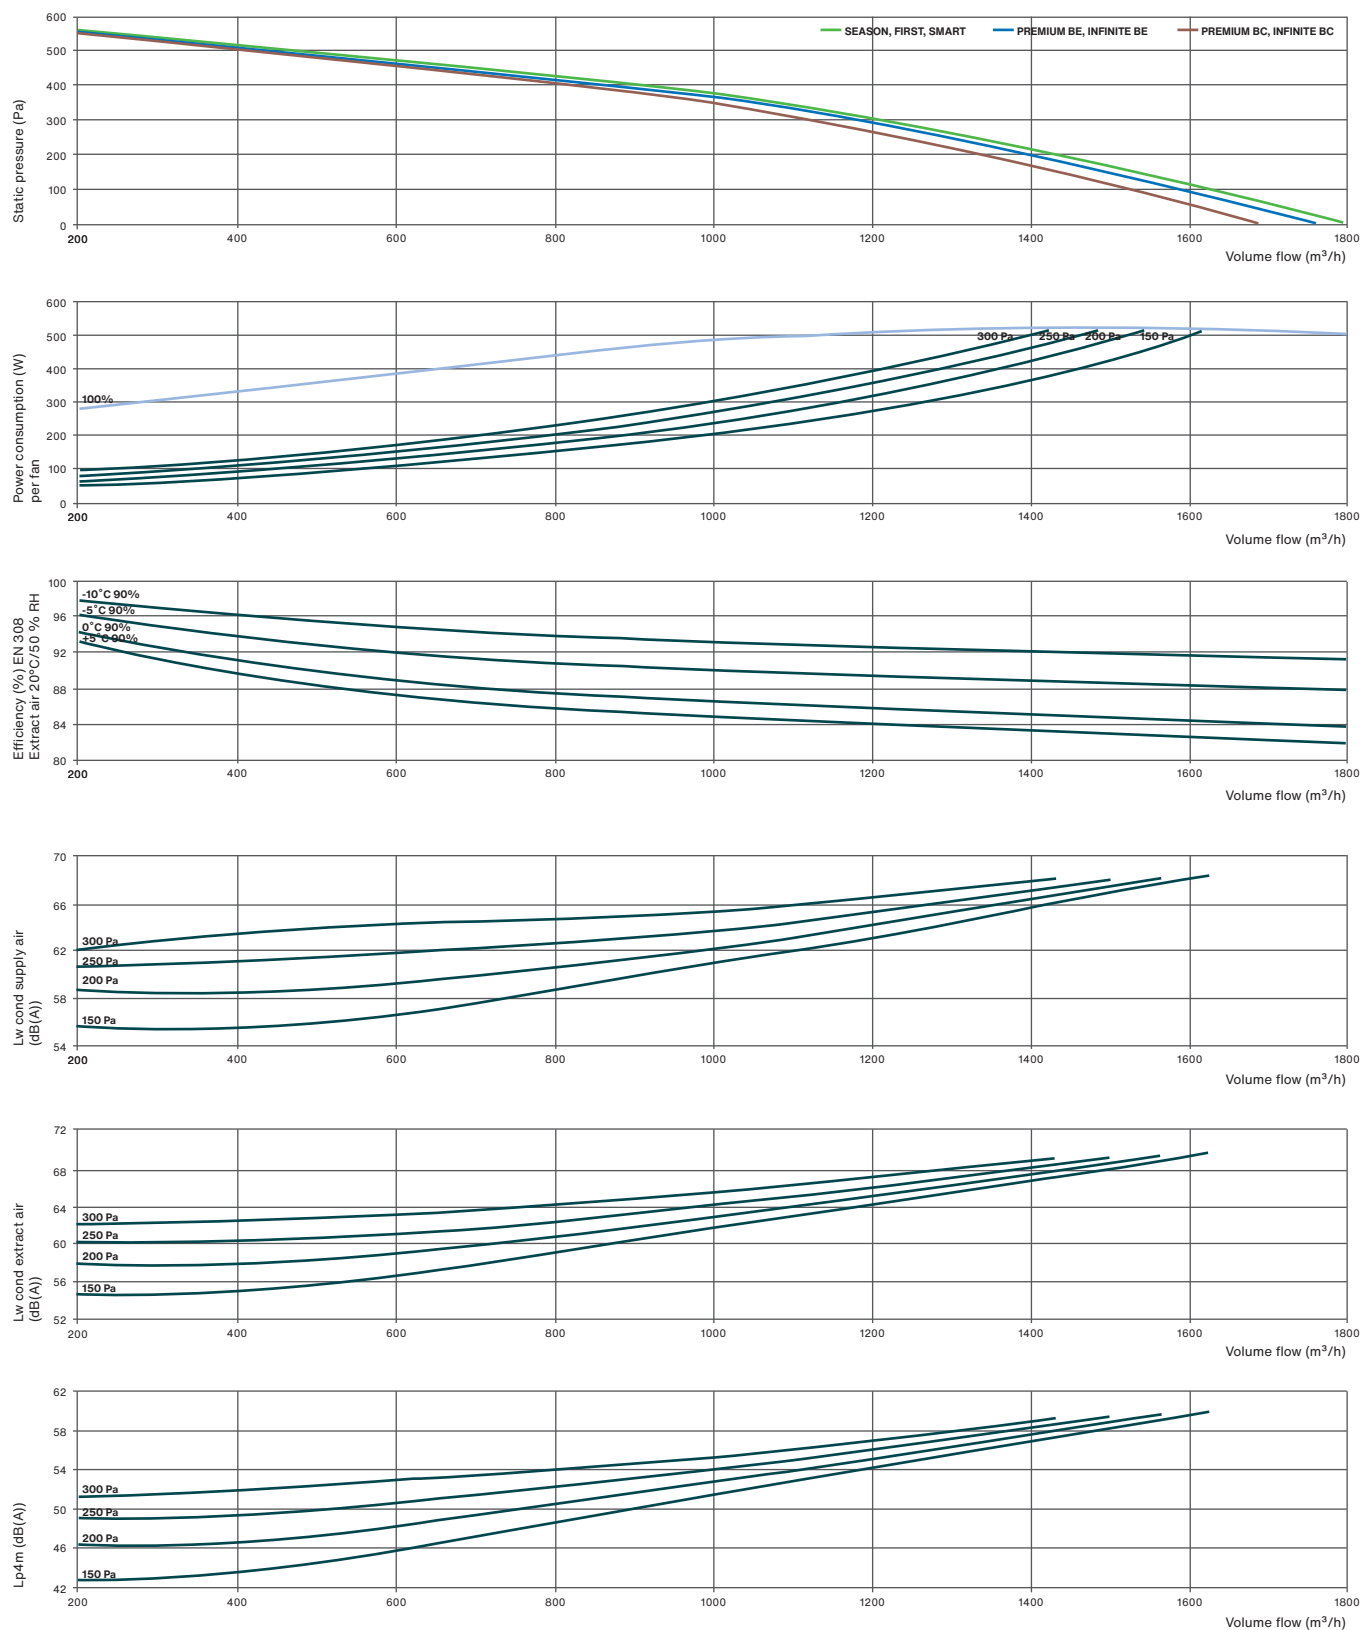 600
SEASON, FIRST, SMART PREMIUM BE, INFINITE BE PREMIUM BC, INFINITE BC
500
400
300
200
100
0
Static pressure (Pa)
200 400 600 800 1000 1200 1400 1600 1800
Volume flow (m³/h)
600
500
400
300
200
100
0
Power consumption (W)
per fan
300 Pa 250 Pa 200 Pa 150 Pa
100%
200 400 600 800 1000 1200 1400 1600 1800
Volume flow (m³/h)
100
96
92
88
84
80
Efficiency (%) EN 308
Extract air 20°C/50 % RH
-10°C 90%
-5°C 90%
0°C 90%
+5°C 90%
200 400 600 800 1000 1200 1400 1600 1800
Volume flow (m³/h)
70
66
62
58
54
Lw cond supply air
(dB(A))
300 Pa
250 Pa
200 Pa
150 Pa
200 400 600 800 1000 1200 1400 1600 1800
Volume flow (m³/h)
72
68
64
60
56
52
Lw cond extract air
(dB(A))
300 Pa
250 Pa
200 Pa
150 Pa
200 400 600 800 1000 1200 1400 1600 1800
Volume flow (m³/h)
62
58
54
50
46
42
Lp4m (dB(A))
300 Pa
250 Pa
200 Pa
150 Pa
200 400 600 800 1000 1200 1400 1600 1800
Volume flow (m³/h)